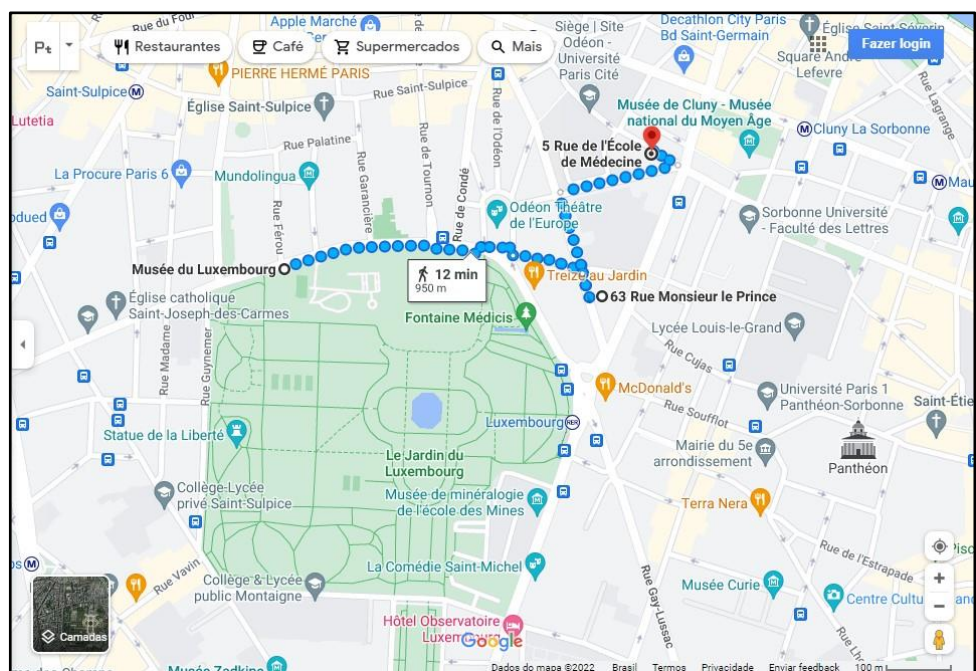 Pt
Restaurantes
Café
Supermercados
Mais
Fazer login
Rue du Four
Apple Marché
Siège | Site
Odéon -
Université
Paris Cité
Decathlon City Paris
Bd Saint-Germain
Église Saint-Séverin
Square André
Lefevre
PIERRE HERMÉ PARIS
Saint-Sulpice
Rue Saint-Sulpice
Église Saint-Sulpice
Lutetia
Rue de l'Odéon
Rue Lagrange
Musée de Cluny - Musée
national du Moyen Âge
Cluny La Sorbonne
5 Rue de l'École
de Médecine
Rue Palatine
Rue de Tournon
La Procure Paris 6
Mundolingua
Rue Garancière
Rue de Condé
Mau
Rue Férou
Odéon Théâtre
de l'Europe
Sorbonne Université
- Faculté des Lettres
Musée du Luxembourg
12 min
950 m
Treize au Jardin
63 Rue Monsieur le Prince
Église catholique
Saint-Joseph-des-Carmes
Fontaine Médicis
Lycée Louis-le-Grand
Rue Madame
Rue Guynemer
Rue Cujas
McDonald's
Université Paris 1
Panthéon-Sorbonne
Saint-Étie
Rue Soufflot
Statue de la Liberté
Luxembourg
RER
Mairie du 5e
arrondissement
Panthéon
Le Jardin du
Luxembourg
Collège-Lycée
privé Saint-Sulpice
Musée de minéralogie
de l'école des Mines
Terra Nera
Rue de l'Estrapade
La Comédie Saint-Michel
Rue Vavin
Collège & Lycée
public Montaigne
Rue Gay-Lussac
Musée Curie
Centre Cultu
Camadas
Hôtel Observatoire
Luxembourg
Google
Musée Zadkine
Dados do mapa ©2022 Brasil Termos Privacidade Enviar feedback 100 m